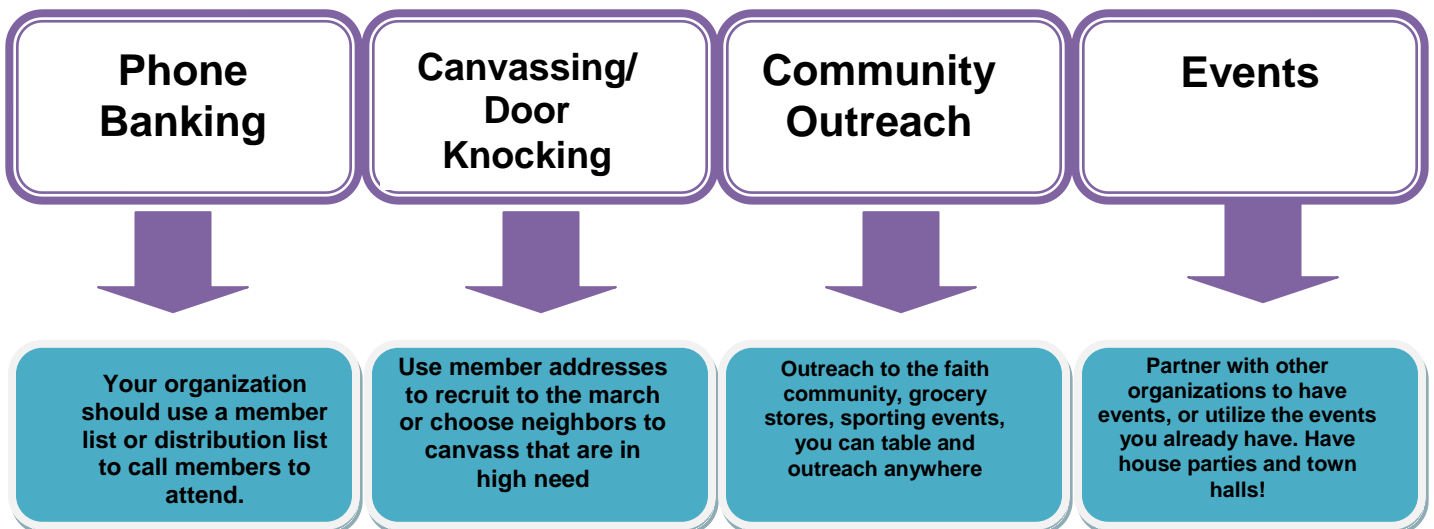 Phone
Banking
Canvassing/
Door
Knocking
Community
Outreach
Events
Your organization
should use a member
list or distribution list
to call members to
attend.
Use member addresses
to recruit to the march
or choose neighbors to
canvass that are in
high need
Outreach to the faith
community, grocery
stores, sporting events,
you can table and
outreach anywhere
Partner with other
organizations to have
events, or utilize the events
you already have. Have
house parties and town
halls!